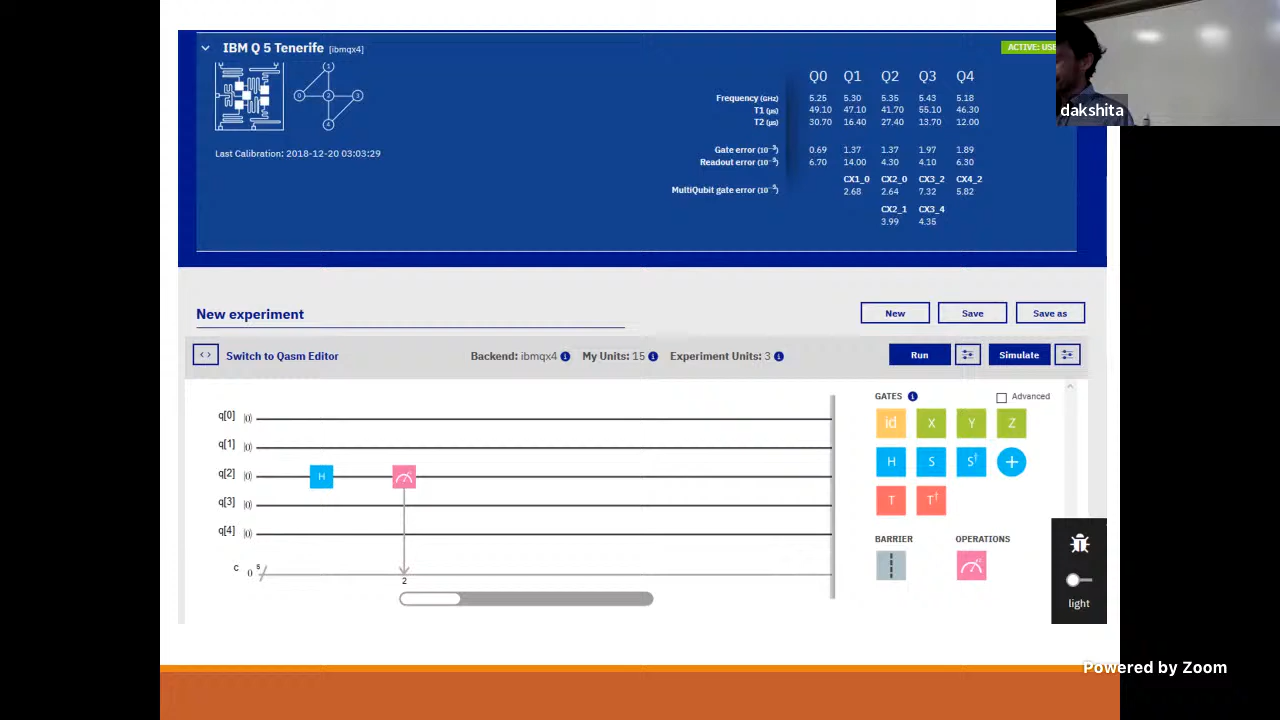 IBM Q 5 Tenerife [ibmqx4]
ACTIVE: USE
dakshita
1
0 2 3
4
Last Calibration: 2018-12-20 03:03:29
Q0 Q1 Q2 Q3 Q4
Frequency (GHz) 5.25 5.30 5.35 5.43 5.18
T1 (µs) 49.10 47.10 41.70 55.10 46.30
T2 (µs) 30.70 16.40 27.40 13.70 12.00
Gate error (10⁻³) 0.69 1.37 1.37 1.97 1.89
Readout error (10⁻²) 6.70 14.00 4.30 4.10 6.30
CX1_0 CX2_0 CX3_2 CX4_2
MultiQubit gate error (10⁻²) 2.68 2.64 7.32 5.82
CX2_1 CX3_4
3.99 4.35
New experiment
New Save Save as
<> Switch to Qasm Editor
Backend: ibmqx4 i My Units: 15 i Experiment Units: 3 i
Run Simulate
GATES i Advanced
q[0] |0⟩
q[1] |0⟩
q[2] |0⟩ H
q[3] |0⟩
q[4] |0⟩
c 0 5
2
id X Y Z
H S S† +
T T†
BARRIER OPERATIONS
light
Powered by Zoom